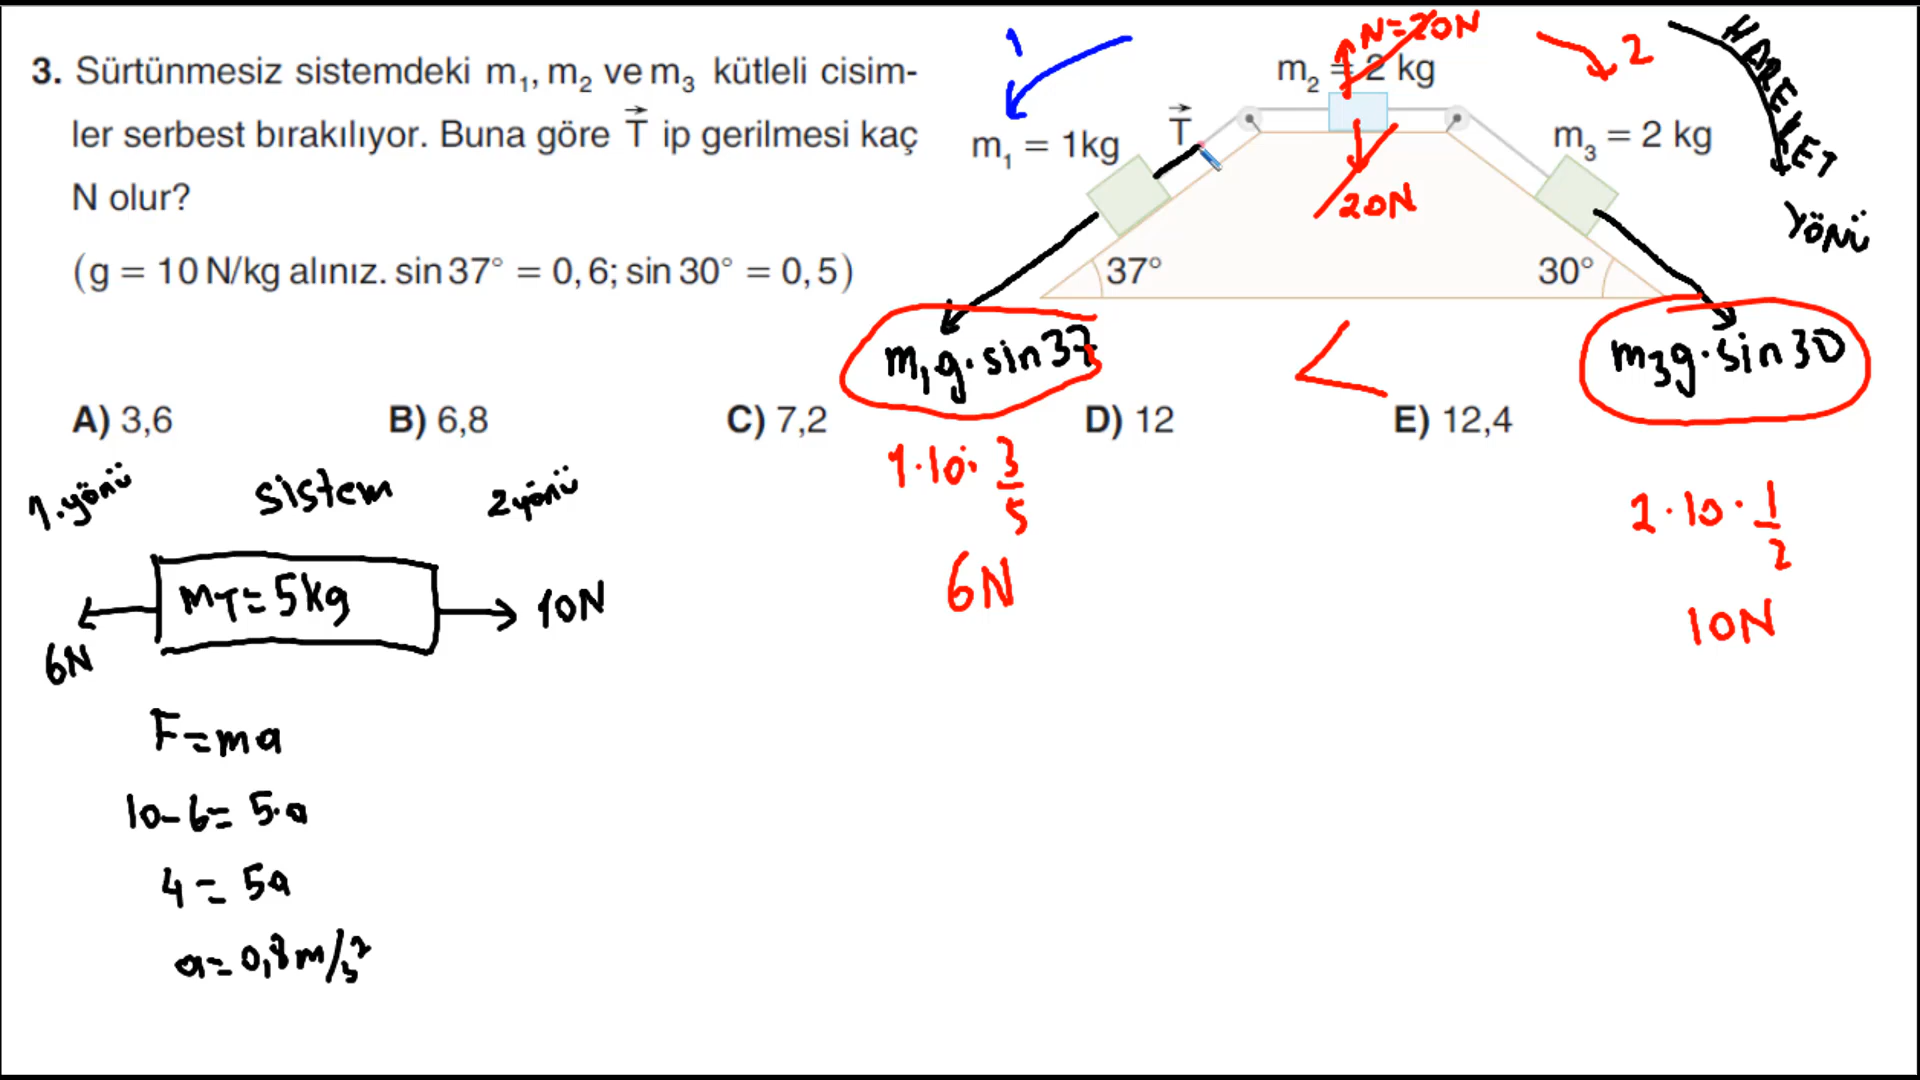 3. Sürtünmesiz sistemdeki m₁, m₂ ve m₃ kütleli cisim-
ler serbest bırakılıyor. Buna göre T⃗ ip gerilmesi kaç
N olur?
(g = 10 N/kg alınız. sin 37° = 0,6; sin 30° = 0,5)
1
N=20N
m₂ = 2 kg
2
HAREKET
yönü
T⃗
m₁ = 1kg
m₃ = 2 kg
20N
37°
30°
m₁g·sin37
<
m₃g·sin30
A) 3,6
B) 6,8
C) 7,2
D) 12
E) 12,4
1·10·3/5
6N
2·10·1/2
10N
1.yönü
sistem
2 yönü
mT=5kg
10N
6N
F=ma
10-6=5·a
4=5a
a=0,8m/s²